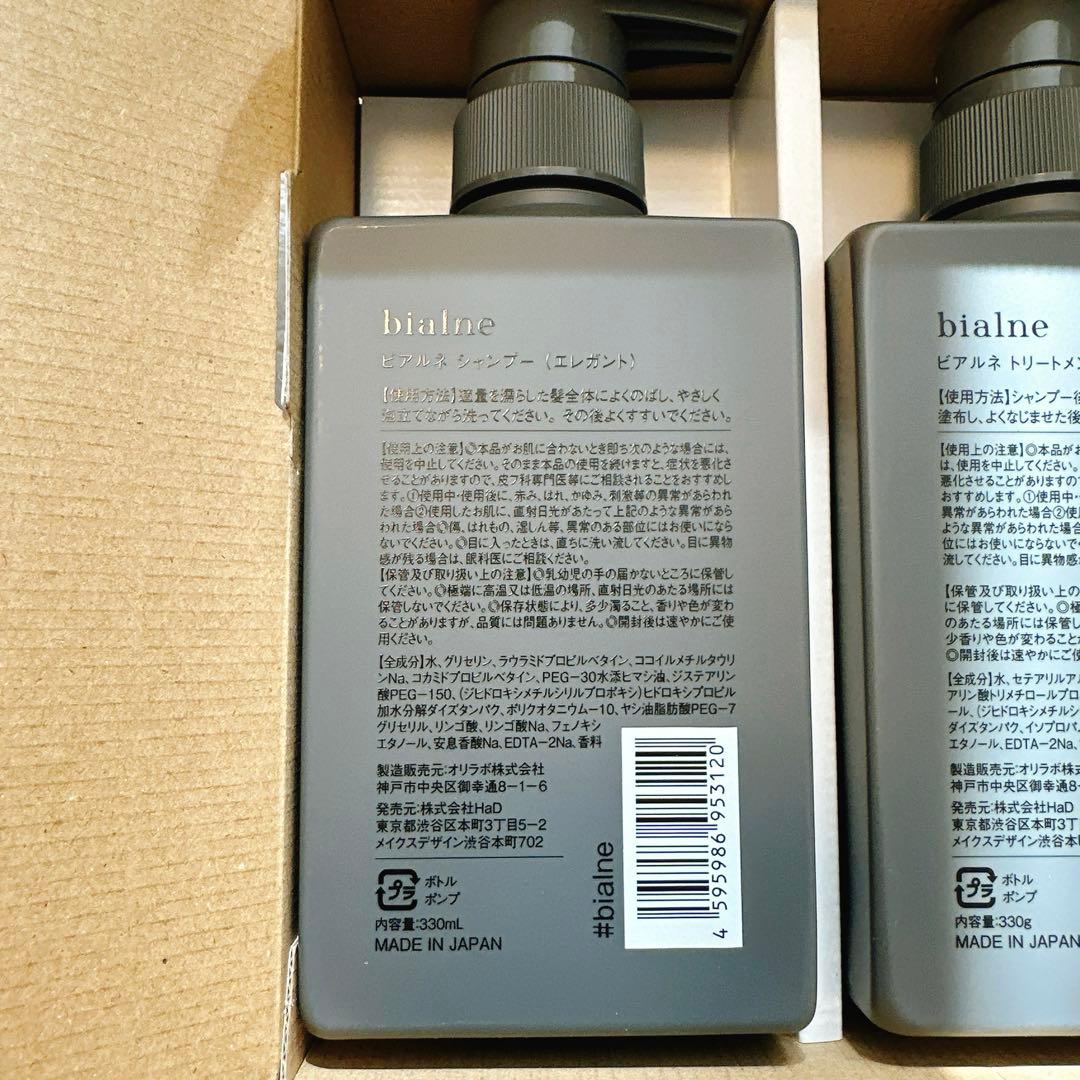 bialne
ビアルネ シャンプー（エレガント）
【使用方法】適量を濡らした髪全体によくのばし、やさしく
泡立てながら洗ってください。その後よくすすいでください。
【使用上の注意】◎本品がお肌に合わないとき即ち次のような場合には、
使用を中止してください。そのまま本品の使用を続けますと、症状を悪化さ
せることがありますので、皮フ科専門医等にご相談されることをおすすめし
ます。①使用中・使用後に、赤み、はれ、かゆみ、刺激等の異常があらわれ
た場合②使用したお肌に、直射日光があたって上記のような異常があら
われた場合◎傷、はれもの、湿しん等、異常のある部位にはお使いになら
ないでください。◎目に入ったときは、直ちに洗い流してください。目に異物
感が残る場合は、眼科医にご相談ください。
【保管及び取り扱い上の注意】◎乳幼児の手の届かないところに保管し
てください。◎極端に高温又は低温の場所、直射日光のあたる場所には
保管しないでください。◎保存状態により、多少濁ること、香りや色が変わ
ることがありますが、品質には問題ありません。◎開封後は速やかにご使
用ください。
【全成分】水、グリセリン、ラウラミドプロピルベタイン、ココイルメチルタウリ
ンNa、コカミドプロピルベタイン、PEG-30水添ヒマシ油、ジステアリン
酸PEG-150、(ジヒドロキシメチルシリルプロポキシ)ヒドロキシプロピル
加水分解ダイズタンパク、ポリクオタニウム-10、ヤシ油脂肪酸PEG-7
グリセリル、リンゴ酸、リンゴ酸Na、フェノキシ
エタノール、安息香酸Na、EDTA-2Na、香料
製造販売元:オリラボ株式会社
神戸市中央区御幸通8-1-6
発売元:株式会社HaD
東京都渋谷区本町3丁目5-2
メイクスデザイン渋谷本町702
プラ
ボトル
ポンプ
内容量:330mL
MADE IN JAPAN
#bialne
4 595986 953120
bialne
ビアルネ トリートメン
【使用方法】シャンプー後
塗布し、よくなじませた後
【使用上の注意】◎本品がお
は、使用を中止してください。
悪化させることがありますので
おすすめします。①使用中・
異常があらわれた場合②使用
ような異常があらわれた場合
位にはお使いにならないで
流してください。目に異物感
【保管及び取り扱い上の
に保管してください。◎極
のあたる場所には保管し
少香りや色が変わること
◎開封後は速やかにご使
【全成分】水、セテアリルアル
アリン酸トリメチロールプロ
ール、(ジヒドロキシメチルシ
ダイズタンパク、イソプロパ
エタノール、EDTA-2Na、
製造販売元:オリラボ株
神戸市中央区御幸通8-
発売元:株式会社HaD
東京都渋谷区本町3丁
メイクスデザイン渋谷本
プラ
ボトル
ポンプ
内容量:330g
MADE IN JAPAN